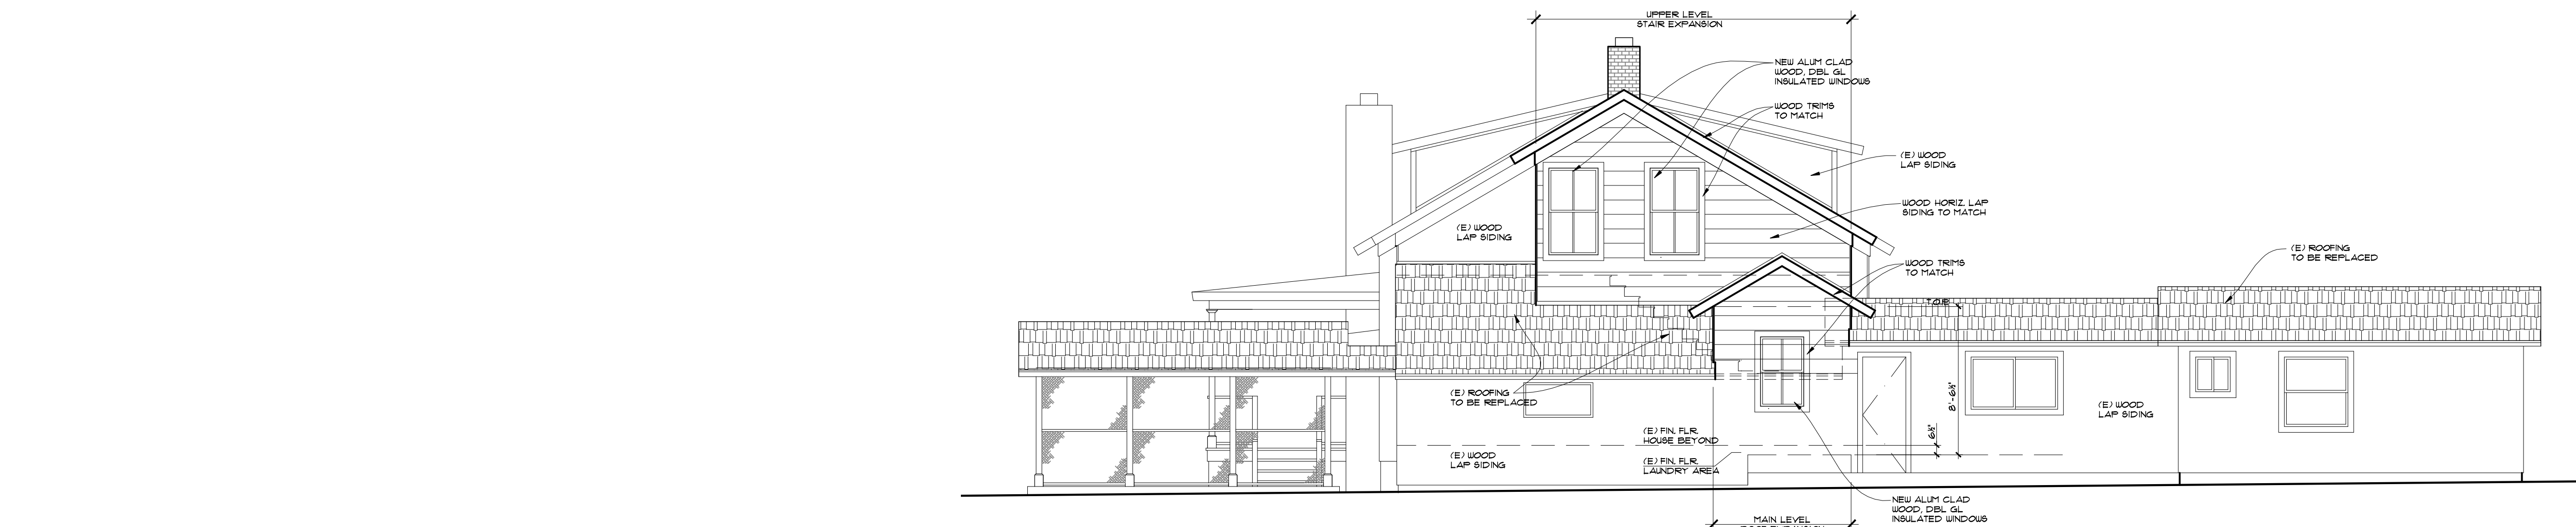 UPPER LEVEL
STAIR EXPANSION
NEW ALUM CLAD
WOOD, DBL GL
INSULATED WINDOWS
WOOD TRIMS
TO MATCH
(E) WOOD
LAP SIDING
WOOD HORIZ. LAP
SIDING TO MATCH
(E) WOOD
LAP SIDING
(E) ROOFING
TO BE REPLACED
WOOD TRIMS
TO MATCH
T.O.P.
8'-6½"
(E) ROOFING
TO BE REPLACED
(E) WOOD
LAP SIDING
(E) FIN. FLR.
HOUSE BEYOND
6½"
(E) WOOD
LAP SIDING
(E) FIN. FLR.
LAUNDRY AREA
NEW ALUM CLAD
WOOD, DBL GL
INSULATED WINDOWS
MAIN LEVEL